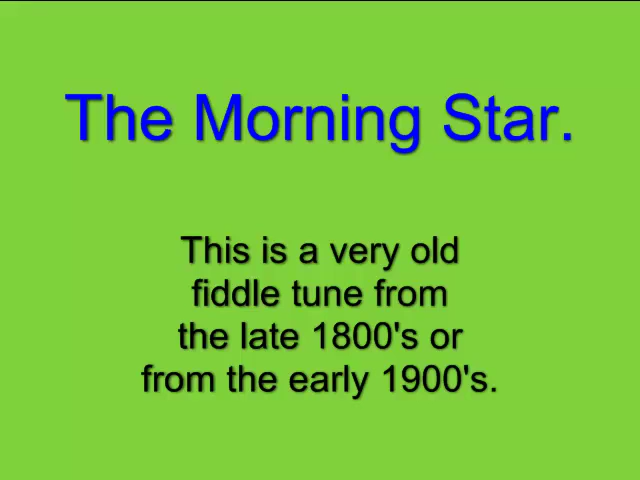 The Morning Star.
This is a very old
fiddle tune from
the late 1800's or
from the early 1900's.